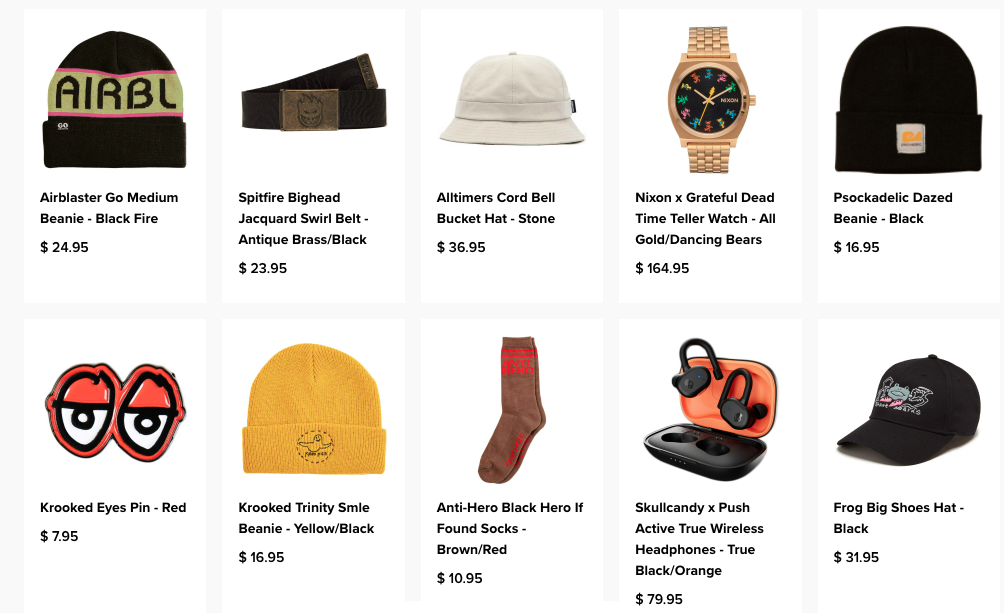 AIRBL
GO
NIXON
Airblaster Go Medium
Beanie - Black Fire
$ 24.95
Spitfire Bighead
Jacquard Swirl Belt -
Antique Brass/Black
$ 23.95
Alltimers Cord Bell
Bucket Hat - Stone
$ 36.95
Nixon x Grateful Dead
Time Teller Watch - All
Gold/Dancing Bears
$ 164.95
Psockadelic Dazed
Beanie - Black
$ 16.95
Krooked Eyes Pin - Red
$ 7.95
Krooked Trinity Smle
Beanie - Yellow/Black
$ 16.95
Anti-Hero Black Hero If
Found Socks -
Brown/Red
$ 10.95
Skullcandy x Push
Active True Wireless
Headphones - True
Black/Orange
$ 79.95
Frog Big Shoes Hat -
Black
$ 31.95